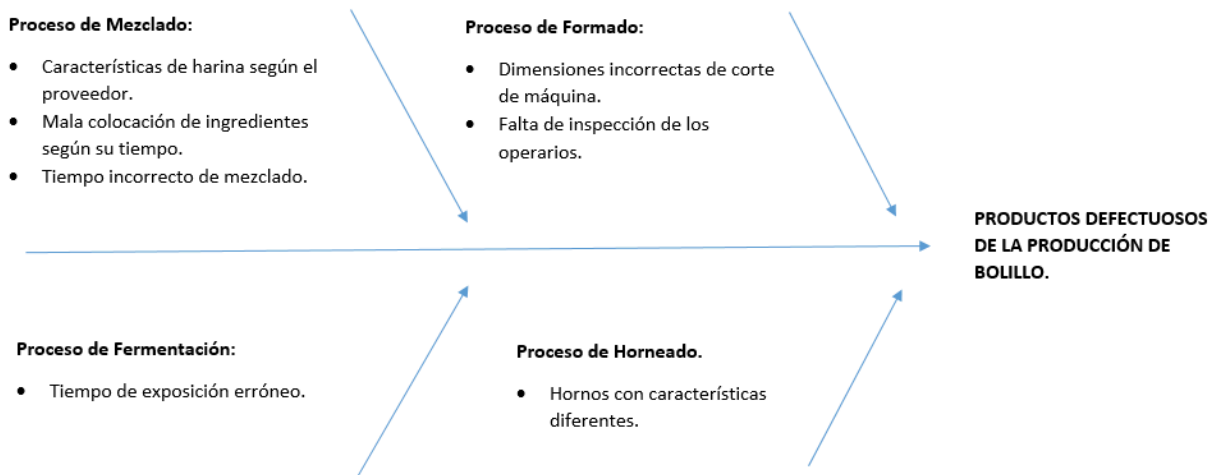 Proceso de Mezclado:
• Características de harina según el
proveedor.
• Mala colocación de ingredientes
según su tiempo.
• Tiempo incorrecto de mezclado.
Proceso de Formado:
• Dimensiones incorrectas de corte
de máquina.
• Falta de inspección de los
operarios.
PRODUCTOS DEFECTUOSOS
DE LA PRODUCCIÓN DE
BOLILLO.
Proceso de Fermentación:
• Tiempo de exposición erróneo.
Proceso de Horneado.
• Hornos con características
diferentes.